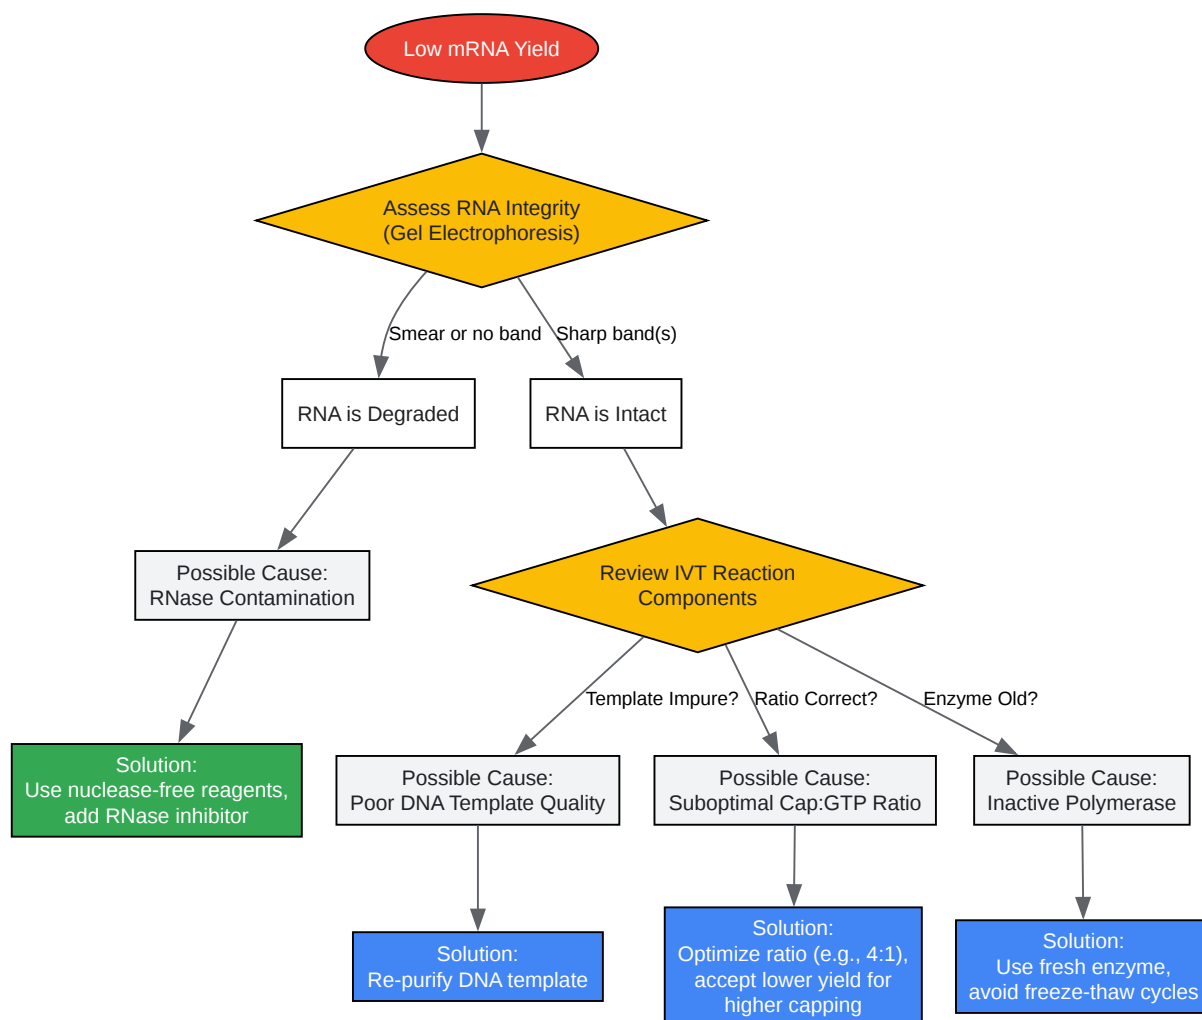 Low mRNA Yield
Assess RNA Integrity
(Gel Electrophoresis)
Smear or no band
Sharp band(s)
RNA is Degraded
RNA is Intact
Possible Cause:
RNase Contamination
Review IVT Reaction
Components
Template Impure?
Ratio Correct?
Enzyme Old?
Solution:
Use nuclease-free reagents,
add RNase inhibitor
Possible Cause:
Poor DNA Template Quality
Possible Cause:
Suboptimal Cap:GTP Ratio
Possible Cause:
Inactive Polymerase
Solution:
Re-purify DNA template
Solution:
Optimize ratio (e.g., 4:1),
accept lower yield for
higher capping
Solution:
Use fresh enzyme,
avoid freeze-thaw cycles